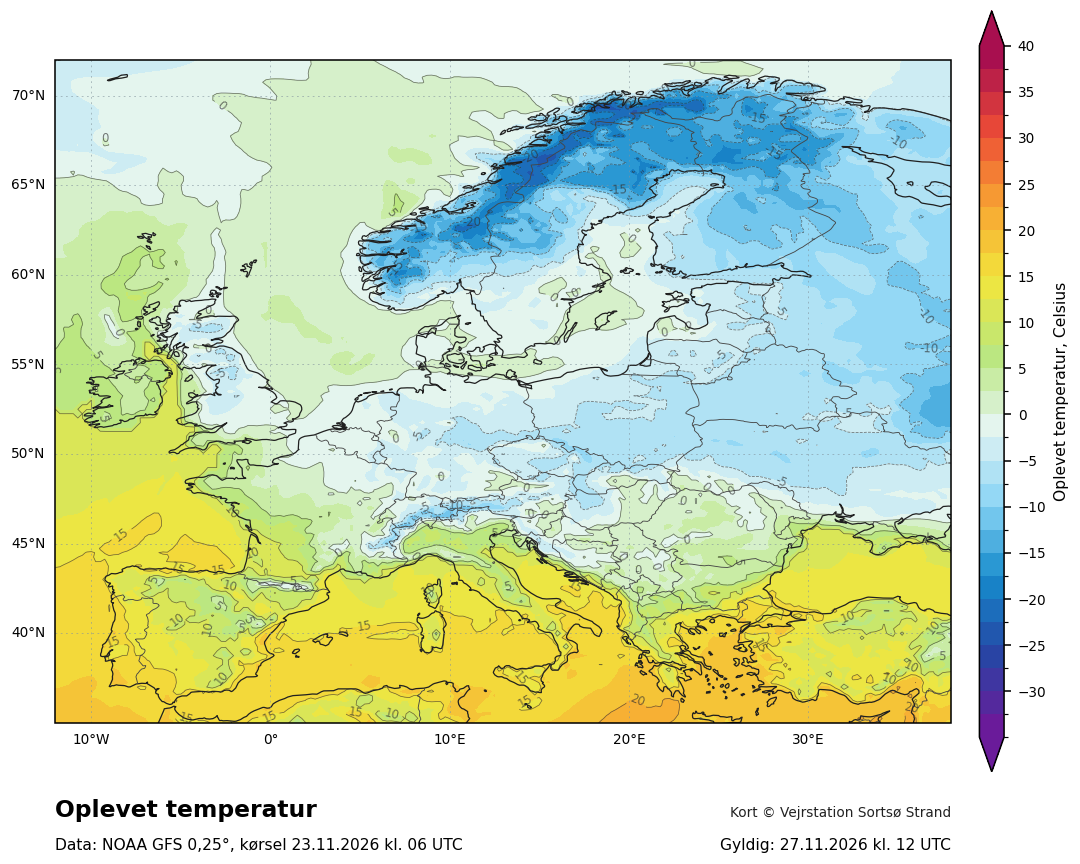 70°N
65°N
60°N
55°N
50°N
45°N
40°N
10°W
0°
10°E
20°E
30°E
40
35
30
25
20
15
10
5
0
−5
−10
−15
−20
−25
−30
Oplevet temperatur, Celsius
Oplevet temperatur
Kort © Vejrstation Sortsø Strand
Data: NOAA GFS 0,25°, kørsel 23.11.2026 kl. 06 UTC
Gyldig: 27.11.2026 kl. 12 UTC